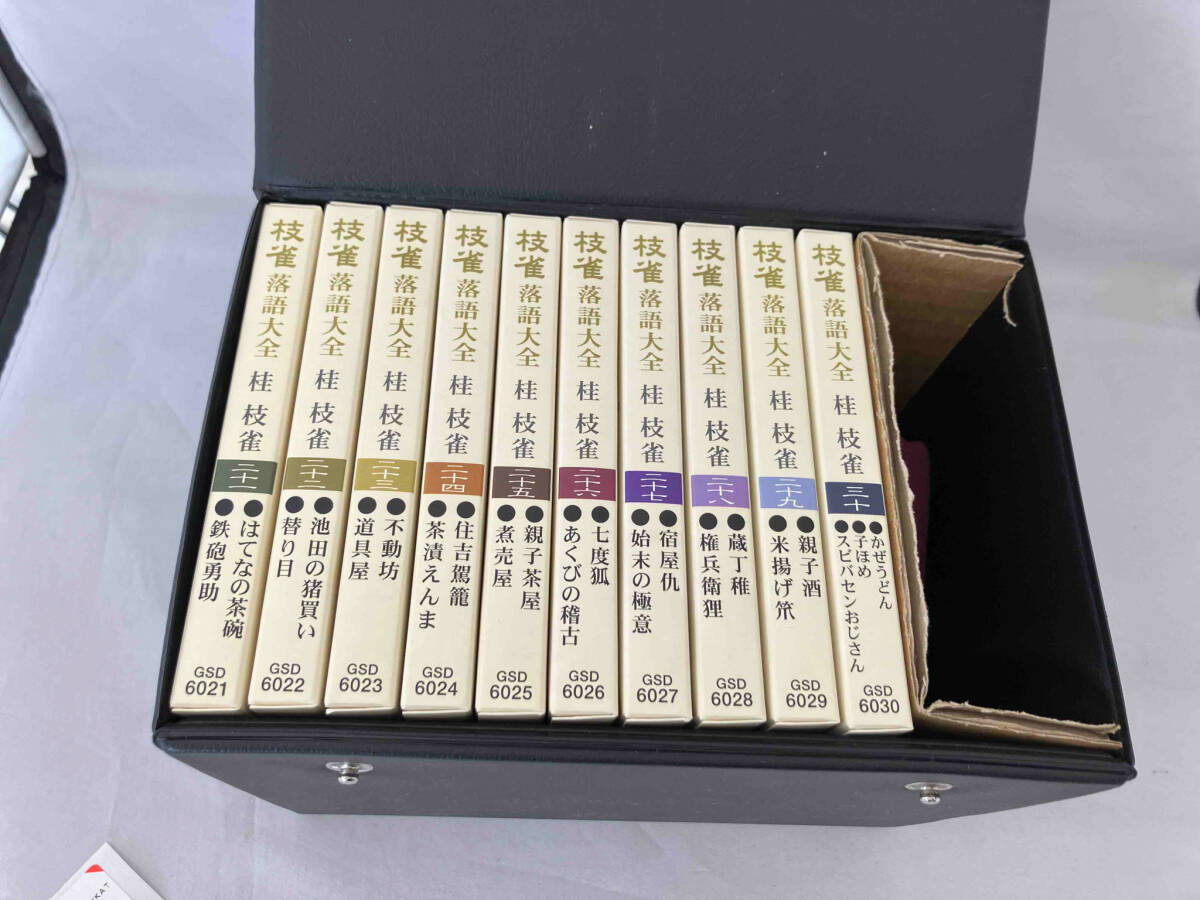 枝雀 落語大全 桂 枝雀
二十一
●はてなの茶碗
●鉄砲勇助
GSD
6021
枝雀 落語大全 桂 枝雀
二十二
●池田の猪買い
●替り目
GSD
6022
枝雀 落語大全 桂 枝雀
二十三
●不動坊
●道具屋
GSD
6023
枝雀 落語大全 桂 枝雀
二十四
●住吉駕籠
●茶漬えんま
GSD
6024
枝雀 落語大全 桂 枝雀
二十五
●親子茶屋
●煮売屋
GSD
6025
枝雀 落語大全 桂 枝雀
二十六
●七度狐
●あくびの稽古
GSD
6026
枝雀 落語大全 桂 枝雀
二十七
●宿屋仇
●始末の極意
GSD
6027
枝雀 落語大全 桂 枝雀
二十八
●蔵丁稚
●権兵衛狸
GSD
6028
枝雀 落語大全 桂 枝雀
二十九
●親子酒
●米揚げ笊
GSD
6029
枝雀 落語大全 桂 枝雀
三十
●かぜうどん
●子ほめ
●スビバセンおじさん
GSD
6030